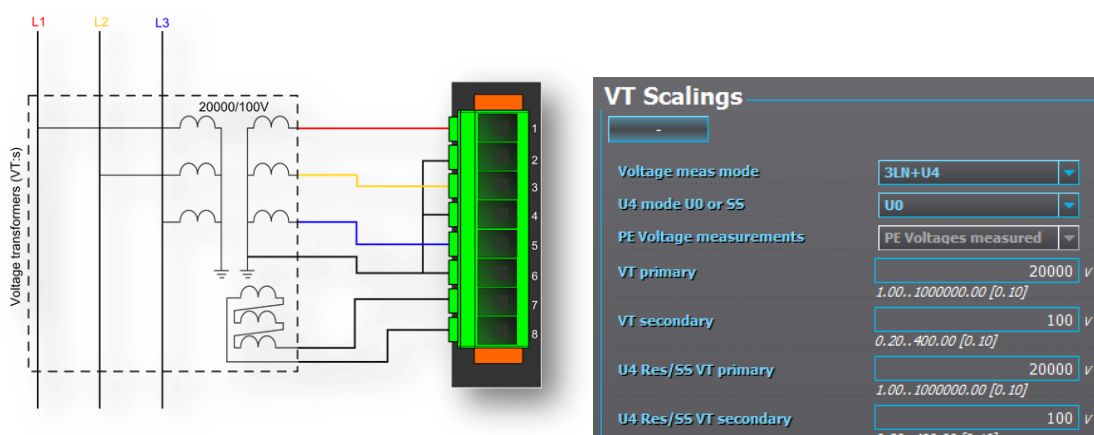 L1 L2 L3
20000/100V
Voltage transformers (VT:s)
1
2
3
4
5
6
7
8
VT Scalings
-
Voltage meas mode 3LN+U4
U4 mode U0 or SS U0
PE Voltage measurements PE Voltages measured
VT primary 20000 V
1.00..1000000.00 [0.10]
VT secondary 100 V
0.20..400.00 [0.10]
U4 Res/SS VT primary 20000 V
1.00..1000000.00 [0.10]
U4 Res/SS VT secondary 100 V